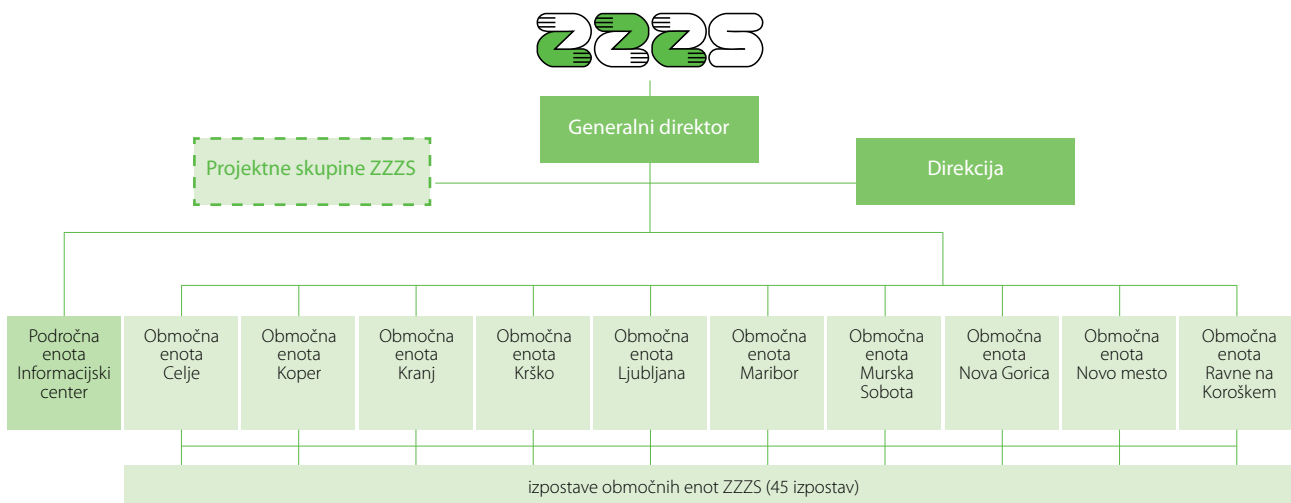 ZZZS
Generalni direktor
Projektne skupine ZZZS
Direkcija
Področna
enota
Informacijski
center
Območna
enota
Celje
Območna
enota
Koper
Območna
enota
Kranj
Območna
enota
Krško
Območna
enota
Ljubljana
Območna
enota
Maribor
Območna
enota
Murska
Sobota
Območna
enota
Nova Gorica
Območna
enota
Novo mesto
Območna
enota
Ravne na
Koroškem
izpostave območnih enot ZZZS (45 izpostav)